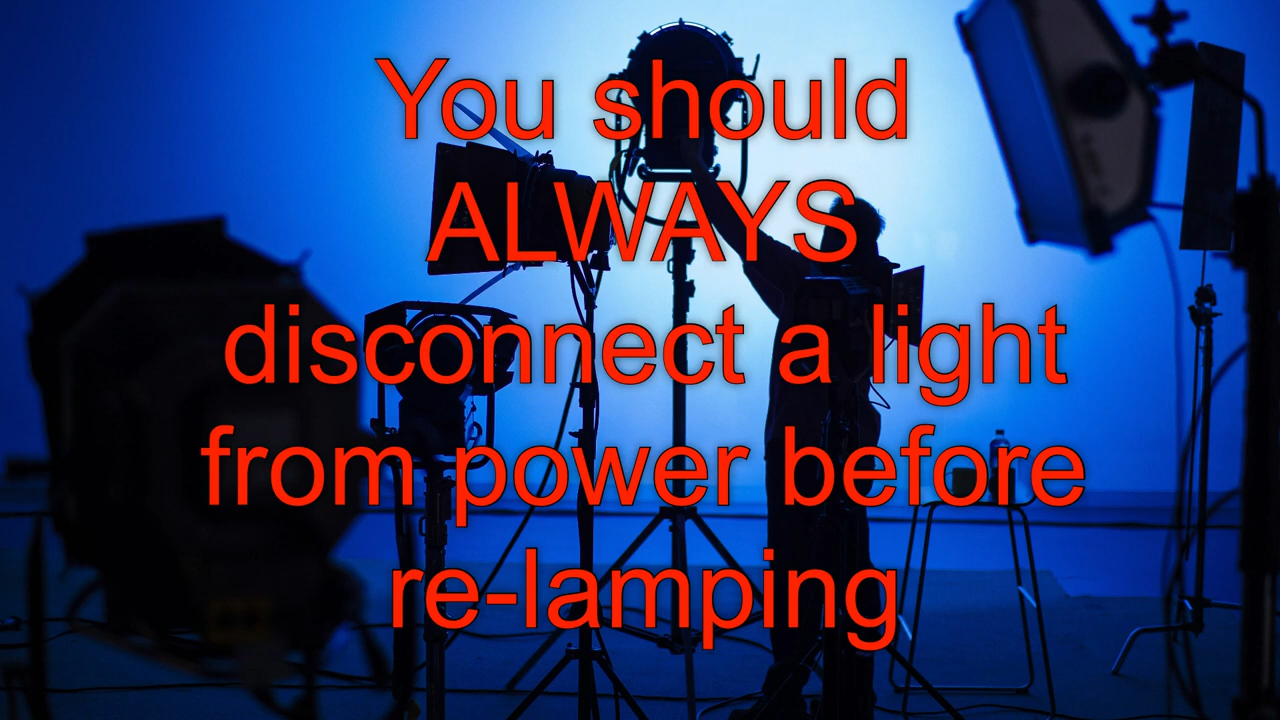 You should
ALWAYS
disconnect a light
from power before
re-lamping